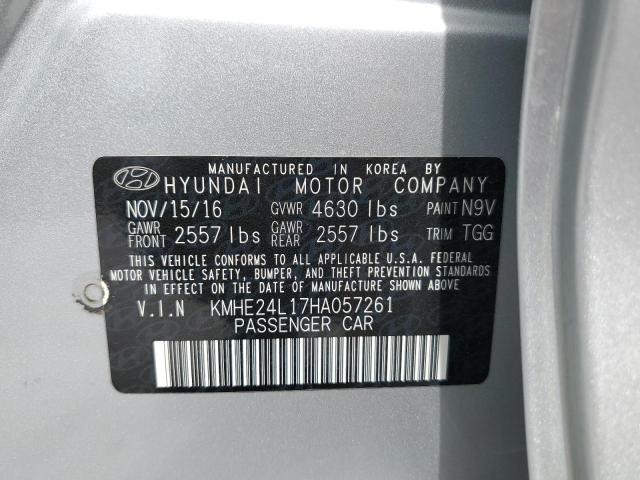 MANUFACTURED IN KOREA BY
HYUNDAI MOTOR COMPANY
NOV/15/16 GVWR 4630 lbs PAINT N9V
GAWR FRONT 2557 lbs GAWR REAR 2557 lbs TRIM TGG
THIS VEHICLE CONFORMS TO ALL APPLICABLE U.S.A. FEDERAL
MOTOR VEHICLE SAFETY, BUMPER, AND THEFT PREVENTION
STANDARDS IN EFFECT ON THE DATE OF MANUFACTURE SHOWN ABOVE
V.I.N KMHE24L17HA057261
PASSENGER CAR